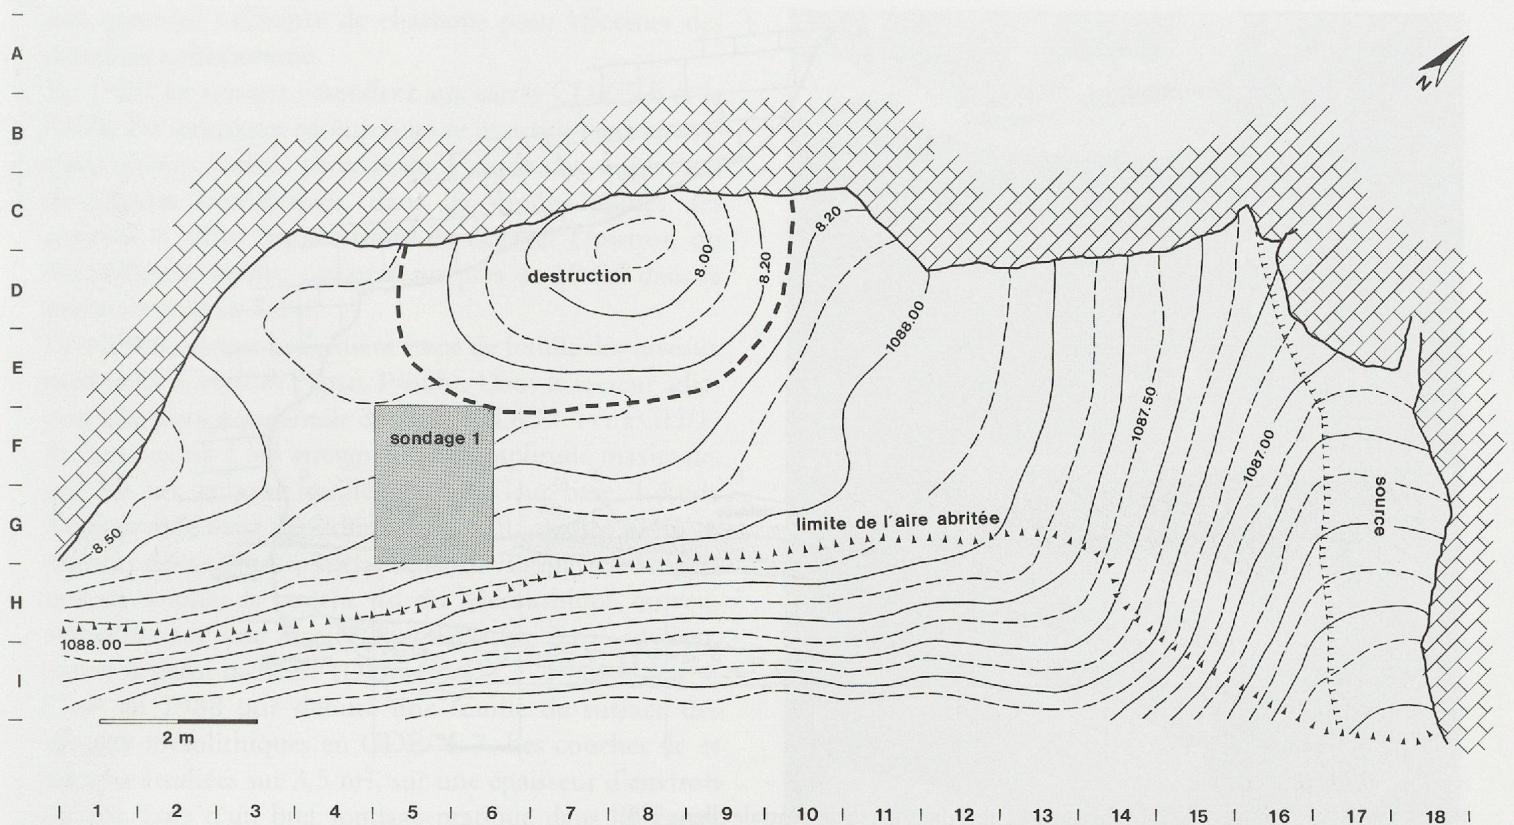 A
N
B
C
8.20
8.00
8.20
destruction
D
1088.00
E
1087.50
sondage 1
F
1087.00
source
G
limite de l'aire abritée
8.50
H
1088.00
I
2 m
1 2 3 4 5 6 7 8 9 10 11 12 13 14 15 16 17 18